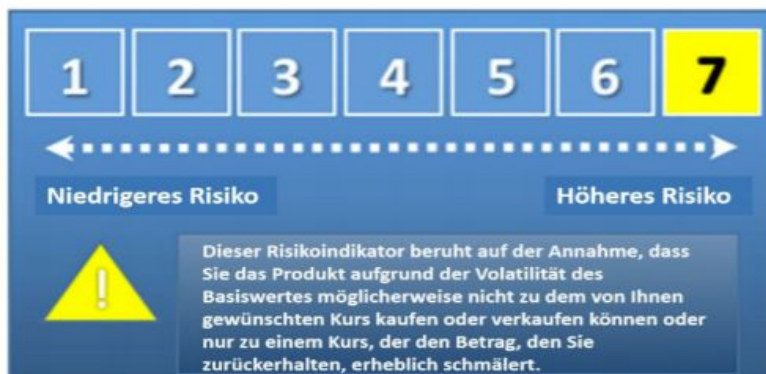 1 2 3 4 5 6 7
Niedrigeres Risiko Höheres Risiko
!
Dieser Risikoindikator beruht auf der Annahme, dass
Sie das Produkt aufgrund der Volatilität des
Basiswertes möglicherweise nicht zu dem von Ihnen
gewünschten Kurs kaufen oder verkaufen können oder
nur zu einem Kurs, der den Betrag, den Sie
zurückerhalten, erheblich schmälert.